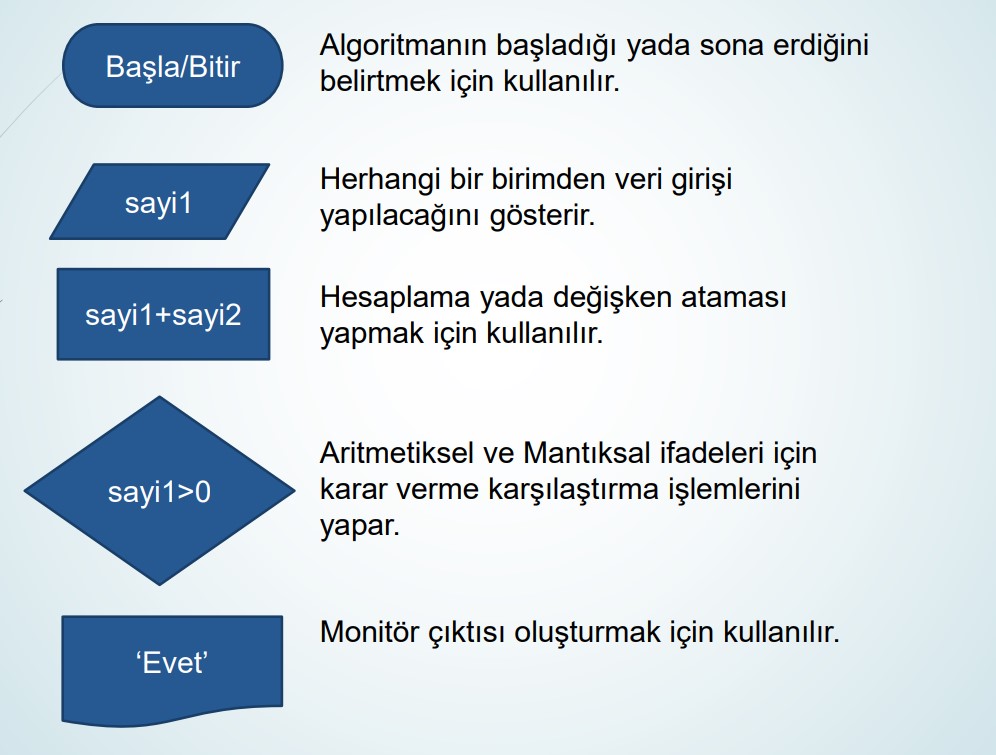 Başla/Bitir
Algoritmanın başladığı yada sona erdiğini
belirtmek için kullanılır.
sayi1
Herhangi bir birimden veri girişi
yapılacağını gösterir.
sayi1+sayi2
Hesaplama yada değişken ataması
yapmak için kullanılır.
sayi1>0
Aritmetiksel ve Mantıksal ifadeleri için
karar verme karşılaştırma işlemlerini
yapar.
‘Evet’
Monitör çıktısı oluşturmak için kullanılır.